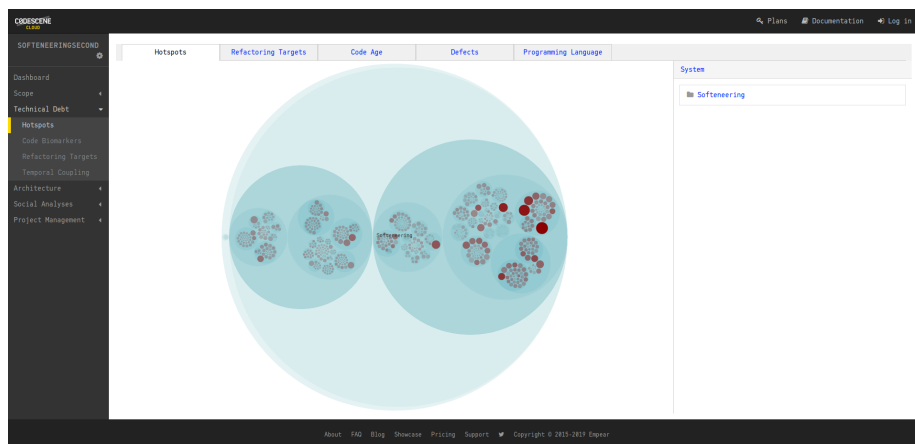 CODESCENE
CLOUD
Plans Documentation Log in
SOFTENEERINGSECOND
Hotspots Refactoring Targets Code Age Defects Programming Language
System
Softeneering
Dashboard
Scope
Technical Debt
Hotspots
Code Biomarkers
Refactoring Targets
Temporal Coupling
Architecture
Social Analyses
Project Management
Softeneering
About FAQ Blog Showcase Pricing Support Copyright © 2015-2019 Empear